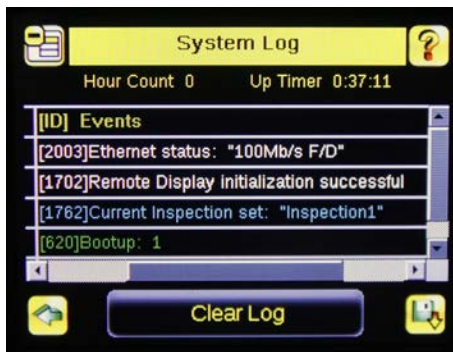 System Log
?
Hour Count 0 Up Timer 0:37:11
[ID] Events
[2003]Ethernet status: "100Mb/s F/D"
[1702]Remote Display initialization successful
[1762]Current Inspection set: "Inspection1"
[620]Bootup: 1
Clear Log